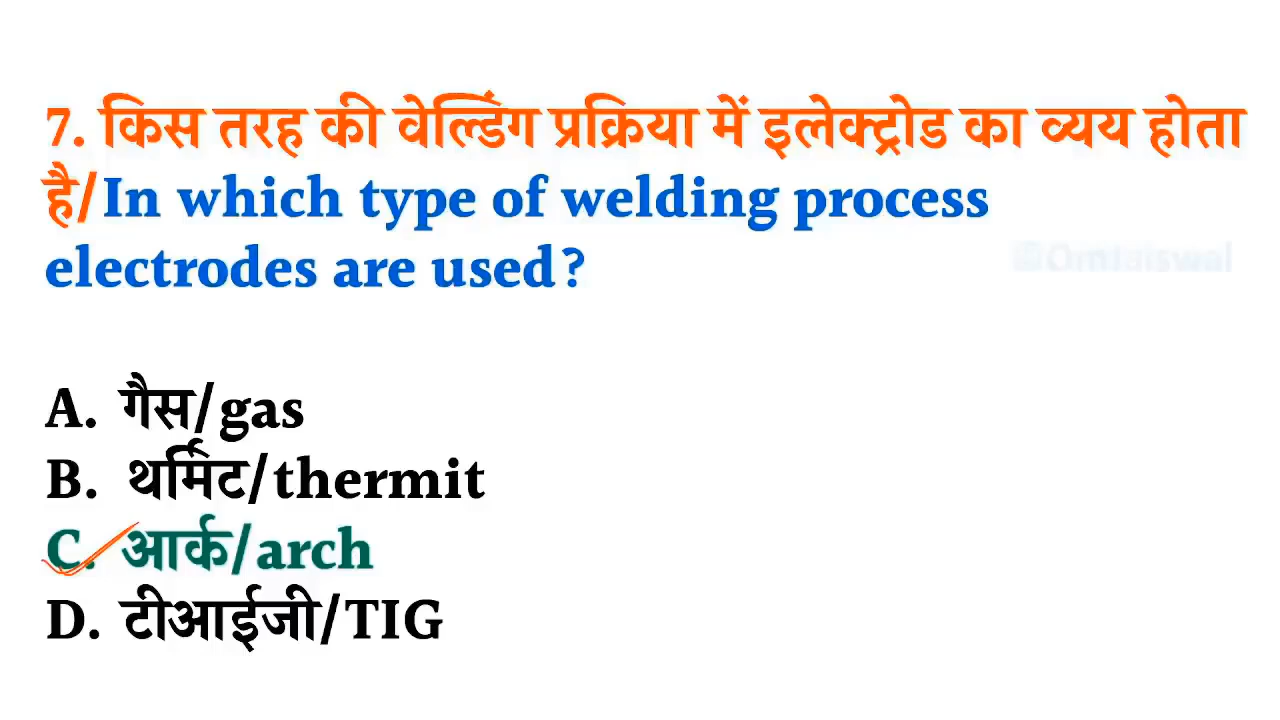 7. किस तरह की वेल्डिंग प्रक्रिया में इलेक्ट्रोड का व्यय होता
है/In which type of welding process
electrodes are used?
A. गैस/gas
B. थर्मिट/thermit
C. आर्क/arch
D. टीआईजी/TIG